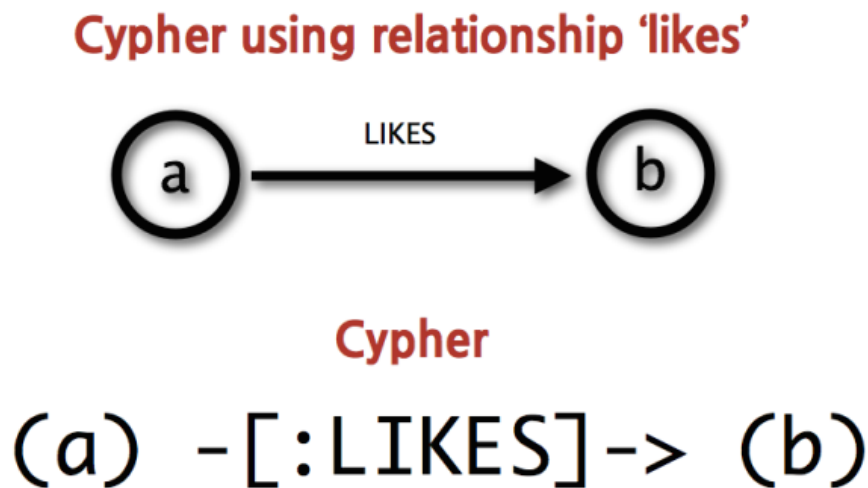 Cypher using relationship ‘likes’
LIKES
a b
Cypher
(a) -[:LIKES]-> (b)